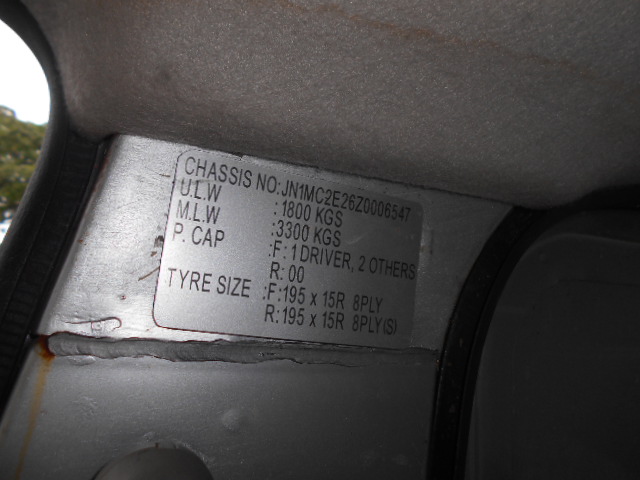 CHASSIS NO:JN1MC2E26Z0006547
U.L.W :1800 KGS
M.L.W :3300 KGS
P. CAP :F: 1 DRIVER, 2 OTHERS
R: 00
TYRE SIZE :F:195 x 15R 8PLY
R:195 x 15R 8PLY(S)